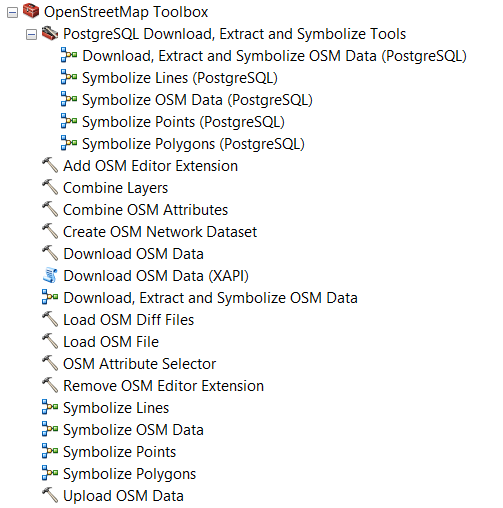 OpenStreetMap Toolbox
PostgreSQL Download, Extract and Symbolize Tools
Download, Extract and Symbolize OSM Data (PostgreSQL)
Symbolize Lines (PostgreSQL)
Symbolize OSM Data (PostgreSQL)
Symbolize Points (PostgreSQL)
Symbolize Polygons (PostgreSQL)
Add OSM Editor Extension
Combine Layers
Combine OSM Attributes
Create OSM Network Dataset
Download OSM Data
Download OSM Data (XAPI)
Download, Extract and Symbolize OSM Data
Load OSM Diff Files
Load OSM File
OSM Attribute Selector
Remove OSM Editor Extension
Symbolize Lines
Symbolize OSM Data
Symbolize Points
Symbolize Polygons
Upload OSM Data